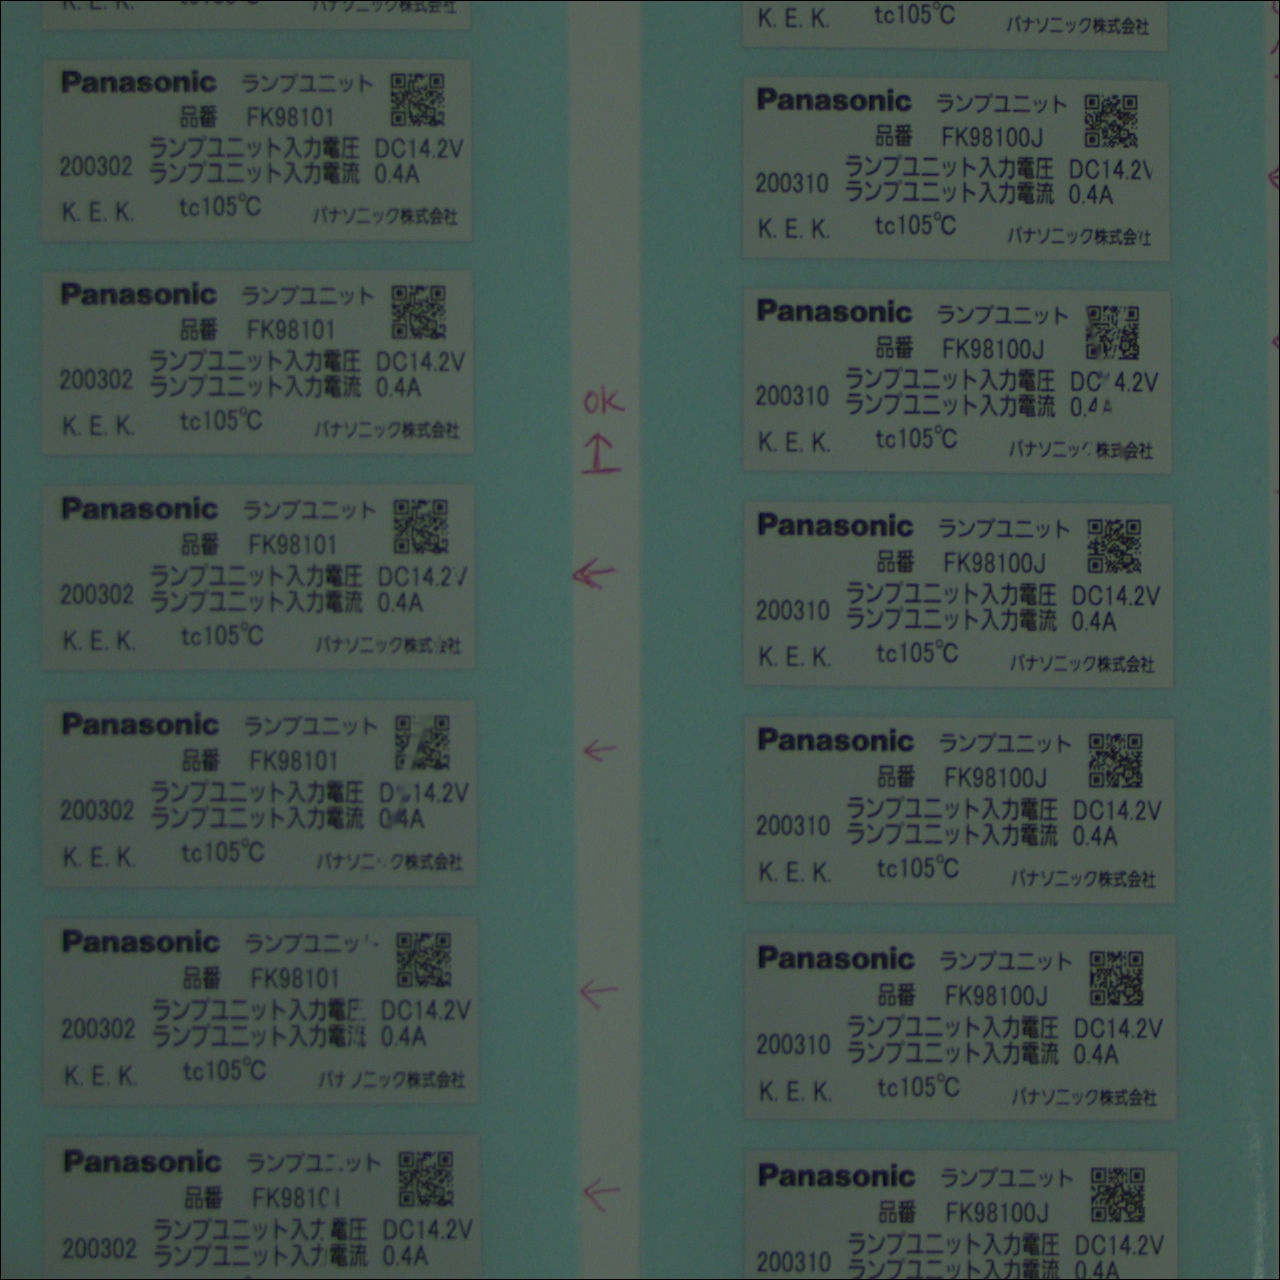 K. E. K. tc105℃ パナソニック株式会社
Panasonic ランプユニット
品番 FK98101
ランプユニット入力電圧 DC14.2V
200302 ランプユニット入力電流 0.4A
K. E. K. tc105℃ パナソニック株式会社
Panasonic ランプユニット
品番 FK98101
ランプユニット入力電圧 DC14.2V
200302 ランプユニット入力電流 0.4A
K. E. K. tc105℃ パナソニック株式会社
Panasonic ランプユニット
品番 FK98101
ランプユニット入力電圧 DC14.2V
200302 ランプユニット入力電流 0.4A
K. E. K. tc105℃ パナソニック株式会社
Panasonic ランプユニット
品番 FK98101
ランプユニット入力電圧 D 14.2V
200302 ランプユニット入力電流 0.4A
K. E. K. tc105℃ パナソニック株式会社
Panasonic ランプユニット
品番 FK98101
ランプユニット入力電圧 DC14.2V
200302 ランプユニット入力電流 0.4A
K. E. K. tc105℃ パナソニック株式会社
Panasonic ランプユニット
品番 FK98101
ランプユニット入力電圧 DC14.2V
200302 ランプユニット入力電流 0.4A
OK
K. E. K. tc105℃ パナソニック株式会社
Panasonic ランプユニット
品番 FK98100J
ランプユニット入力電圧 DC14.2V
200310 ランプユニット入力電流 0.4A
K. E. K. tc105℃ パナソニック株式会社
Panasonic ランプユニット
品番 FK98100J
ランプユニット入力電圧 DC 4.2V
200310 ランプユニット入力電流 0.4A
K. E. K. tc105℃ パナソニック株式会社
Panasonic ランプユニット
品番 FK98100J
ランプユニット入力電圧 DC14.2V
200310 ランプユニット入力電流 0.4A
K. E. K. tc105℃ パナソニック株式会社
Panasonic ランプユニット
品番 FK98100J
ランプユニット入力電圧 DC14.2V
200310 ランプユニット入力電流 0.4A
K. E. K. tc105℃ パナソニック株式会社
Panasonic ランプユニット
品番 FK98100J
ランプユニット入力電圧 DC14.2V
200310 ランプユニット入力電流 0.4A
K. E. K. tc105℃ パナソニック株式会社
Panasonic ランプユニット
品番 FK98100J
ランプユニット入力電圧 DC14.2V
200310 ランプユニット入力電流 0.4A